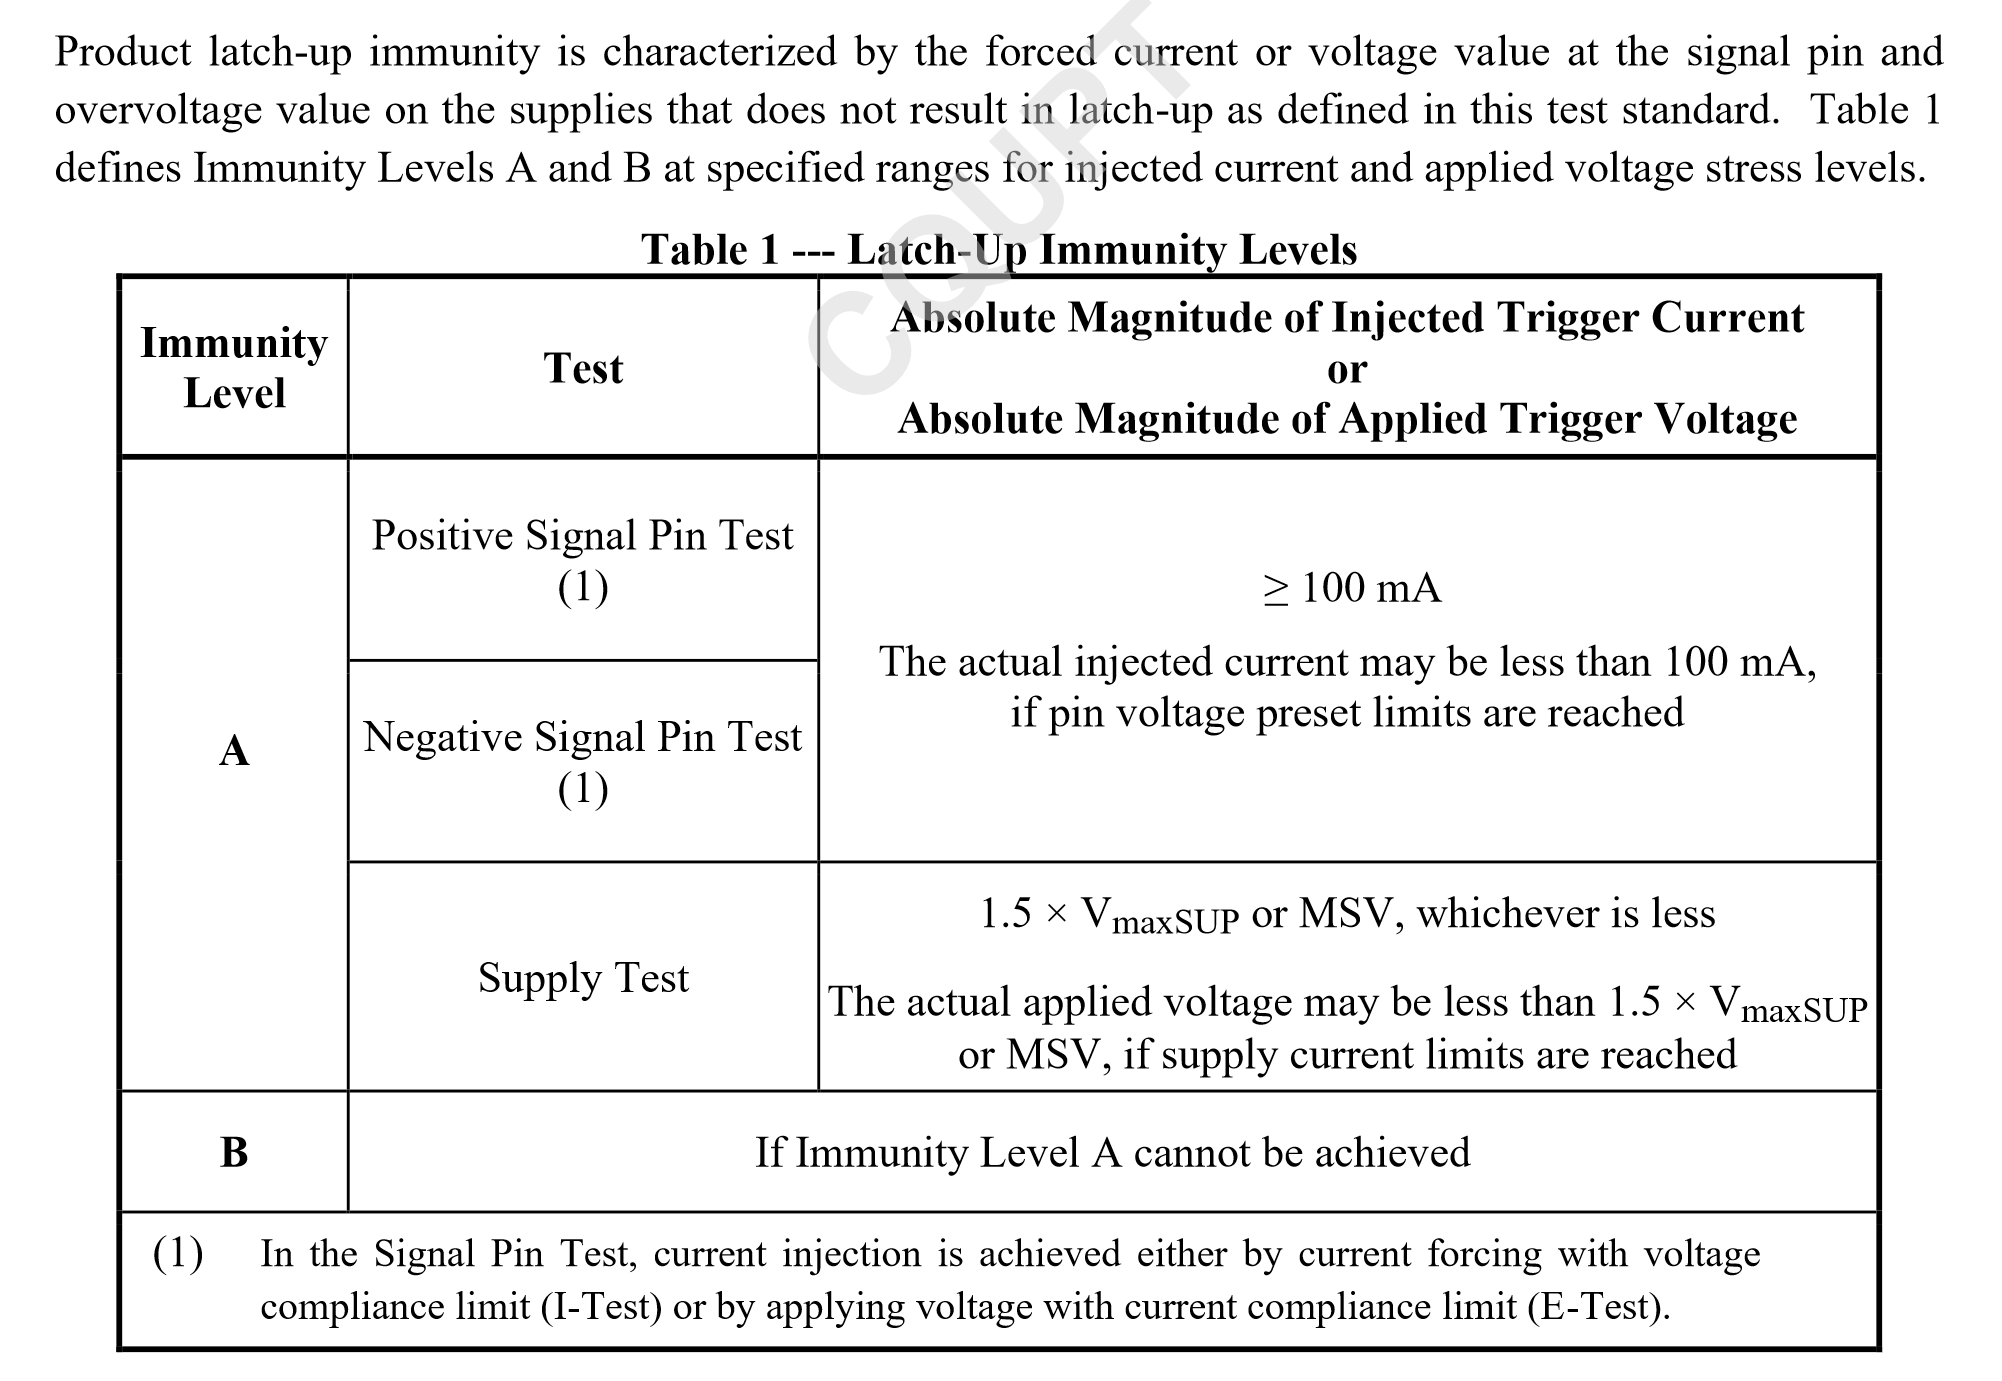 Product latch-up immunity is characterized by the forced current or voltage value at the signal pin and
overvoltage value on the supplies that does not result in latch-up as defined in this test standard. Table 1
defines Immunity Levels A and B at specified ranges for injected current and applied voltage stress levels.
CQUPT
Table 1 --- Latch-Up Immunity Levels
Immunity
Level
Test
Absolute Magnitude of Injected Trigger Current
or
Absolute Magnitude of Applied Trigger Voltage
A
Positive Signal Pin Test
(1)
≥ 100 mA
The actual injected current may be less than 100 mA,
if pin voltage preset limits are reached
Negative Signal Pin Test
(1)
Supply Test
1.5 × VmaxSUP or MSV, whichever is less
The actual applied voltage may be less than 1.5 × VmaxSUP
or MSV, if supply current limits are reached
B
If Immunity Level A cannot be achieved
(1) In the Signal Pin Test, current injection is achieved either by current forcing with voltage
compliance limit (I-Test) or by applying voltage with current compliance limit (E-Test).